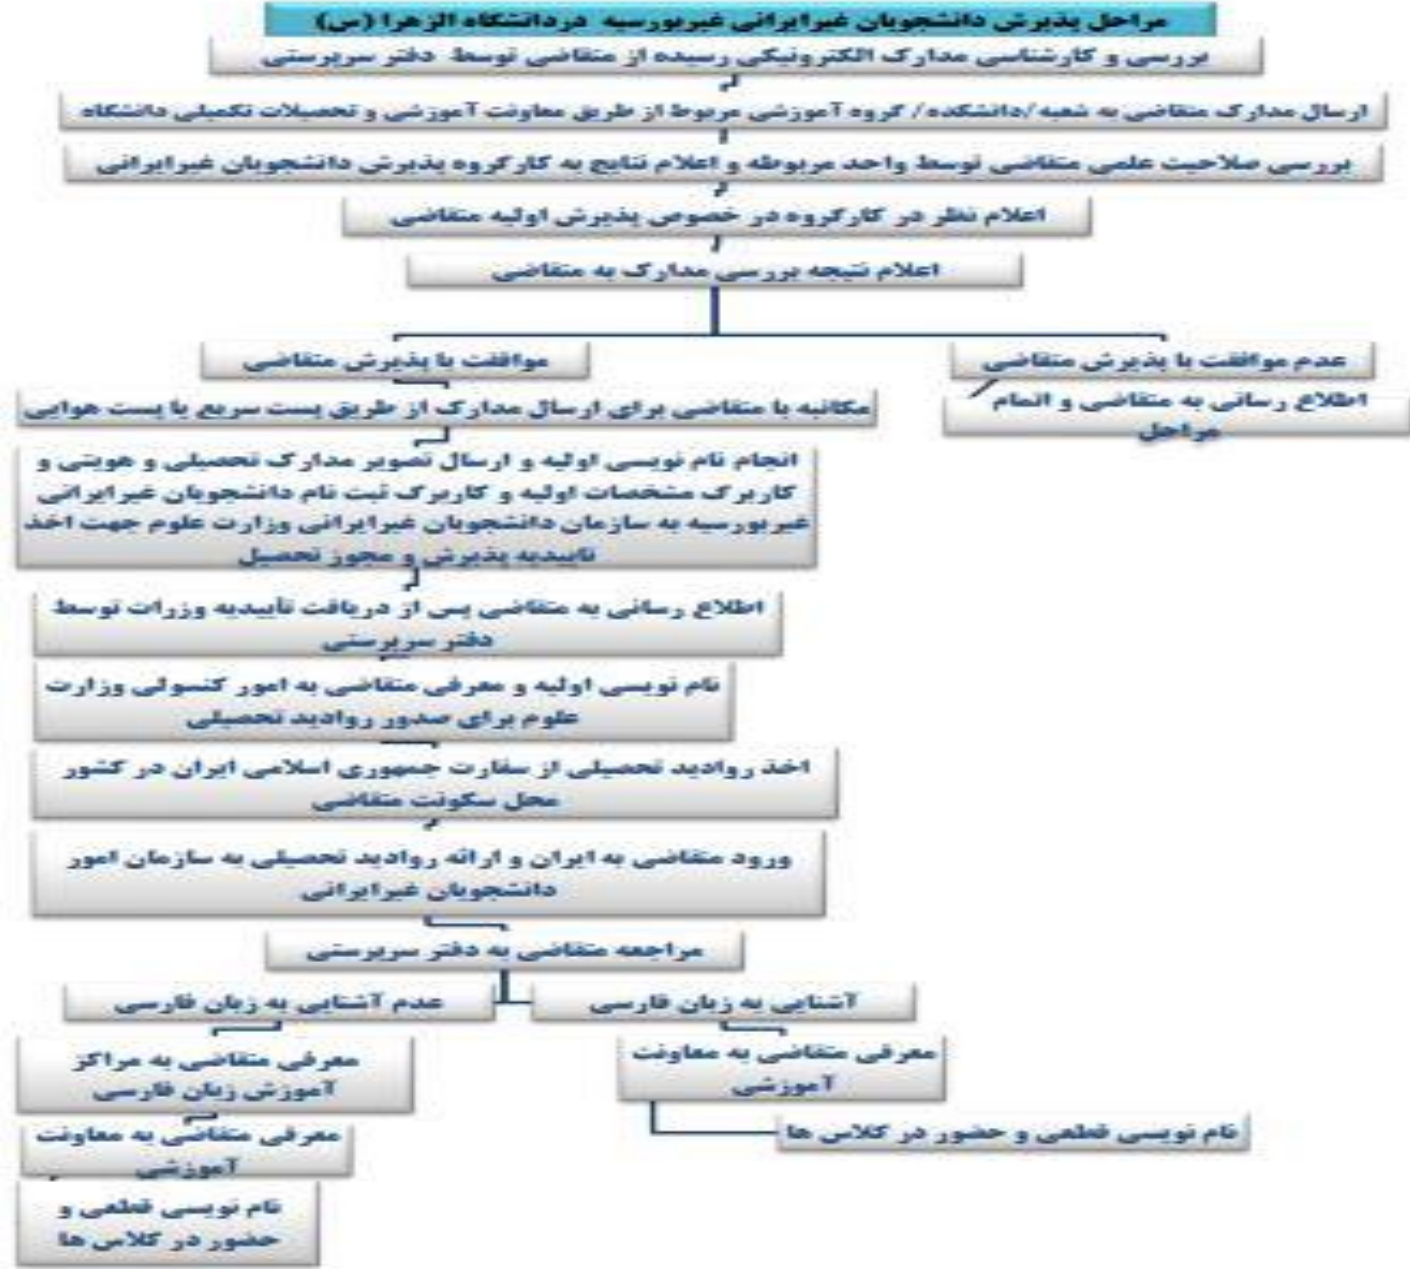 مراحل پذیرش دانشجویان غیرایرانی غیربورسیه دردانشگاه الزهرا (س)
بررسی و کارشناسی مدارک الکترونیکی رسیده از متقاضی توسط دفتر سرپرستی
ارسال مدارک متقاضی به شعبه/دانشکده/ گروه آموزشی مربوط از طریق معاونت آموزشی و تحصیلات تکمیلی دانشگاه
بررسی صلاحیت علمی متقاضی توسط واحد مربوطه و اعلام نتایج به کارگروه پذیرش دانشجویان غیرایرانی
اعلام نظر در کارگروه در خصوص پذیرش اولیه متقاضی
اعلام نتیجه بررسی مدارک به متقاضی
عدم موافقت با پذیرش متقاضی
اطلاع رسانی به متقاضی و اتمام
مراحل
موافقت با پذیرش متقاضی
مکاتبه با متقاضی برای ارسال مدارک از طریق پست سریع یا پست هوایی
انجام نام نویسی اولیه و ارسال تصویر مدارک تحصیلی و هویتی و
کاربرگ مشخصات اولیه و کاربرگ ثبت نام دانشجویان غیرایرانی
غیربورسیه به سازمان دانشجویان غیرایرانی وزارت علوم جهت اخذ
تاییدیه پذیرش و مجوز تحصیل
اطلاع رسانی به متقاضی پس از دریافت تأییدیه وزرات توسط
دفتر سرپرستی
نام نویسی اولیه و معرفی متقاضی به امور کنسولی وزارت
علوم برای صدور روادید تحصیلی
اخذ روادید تحصیلی از سفارت جمهوری اسلامی ایران در کشور
محل سکونت متقاضی
ورود متقاضی به ایران و ارائه روادید تحصیلی به سازمان امور
دانشجویان غیرایرانی
مراجعه متقاضی به دفتر سرپرستی
آشنایی به زبان فارسی
معرفی متقاضی به معاونت
آموزشی
نام نویسی قطعی و حضور در کلاس ها
عدم آشنایی به زبان فارسی
معرفی متقاضی به مراکز
آموزش زبان فارسی
معرفی متقاضی به معاونت
آموزشی
نام نویسی قطعی و
حضور در کلاس ها